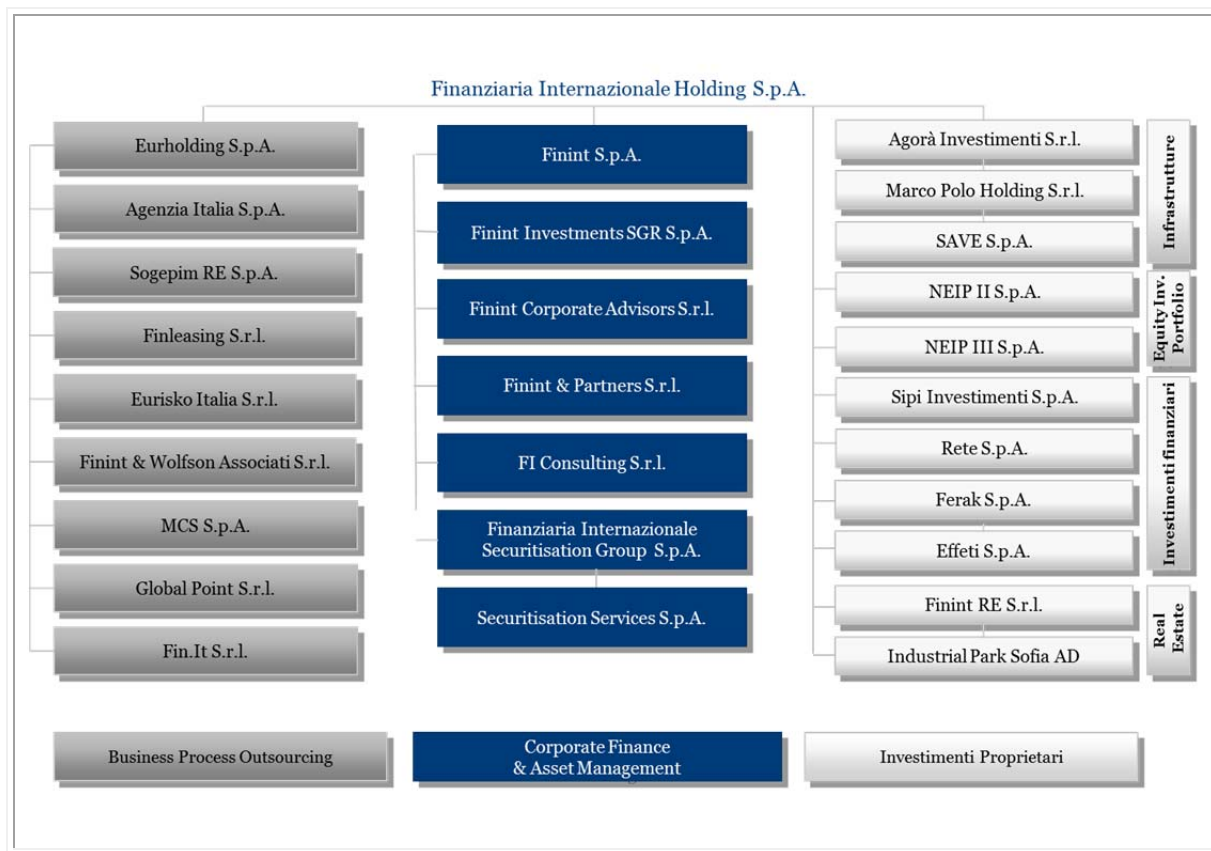 Finanziaria Internazionale Holding S.p.A.
Eurholding S.p.A.
Agenzia Italia S.p.A.
Sogepim RE S.p.A.
Finleasing S.r.l.
Eurisko Italia S.r.l.
Finint & Wolfson Associati S.r.l.
MCS S.p.A.
Global Point S.r.l.
Fin.It S.r.l.
Finint S.p.A.
Finint Investments SGR S.p.A.
Finint Corporate Advisors S.r.l.
Finint & Partners S.r.l.
FI Consulting S.r.l.
Finanziaria Internazionale
Securitisation Group S.p.A.
Securitisation Services S.p.A.
Agorà Investimenti S.r.l.
Marco Polo Holding S.r.l.
SAVE S.p.A.
NEIP II S.p.A.
NEIP III S.p.A.
Sipi Investimenti S.p.A.
Rete S.p.A.
Ferak S.p.A.
Effeti S.p.A.
Finint RE S.r.l.
Industrial Park Sofia AD
Infrastrutture
Equity Inv.
Portfolio
Investimenti finanziari
Real
Estate
Business Process Outsourcing
Corporate Finance
& Asset Management
Investimenti Proprietari